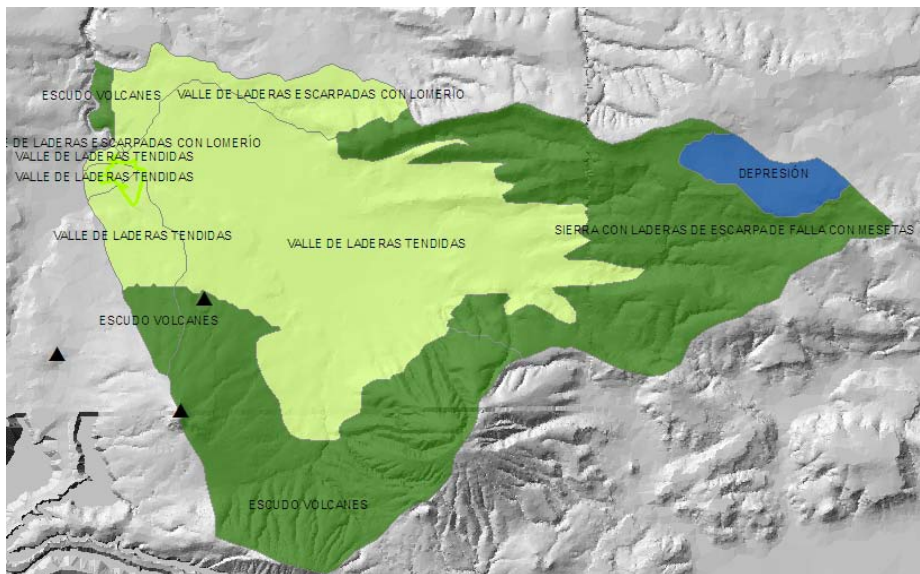 ESCUDO VOLCANES
VALLE DE LADERAS ESCARPADAS CON LOMERÍO
E DE LADERAS ESCARPADAS CON LOMERÍO
VALLE DE LADERAS TENDIDAS
VALLE DE LADERAS TENDIDAS
DEPRESIÓN
VALLE DE LADERAS TENDIDAS
VALLE DE LADERAS TENDIDAS
SIERRA CON LADERAS DE ESCARPA DE FALLA CON MESETAS
ESCUDO VOLCANES
ESCUDO VOLCANES